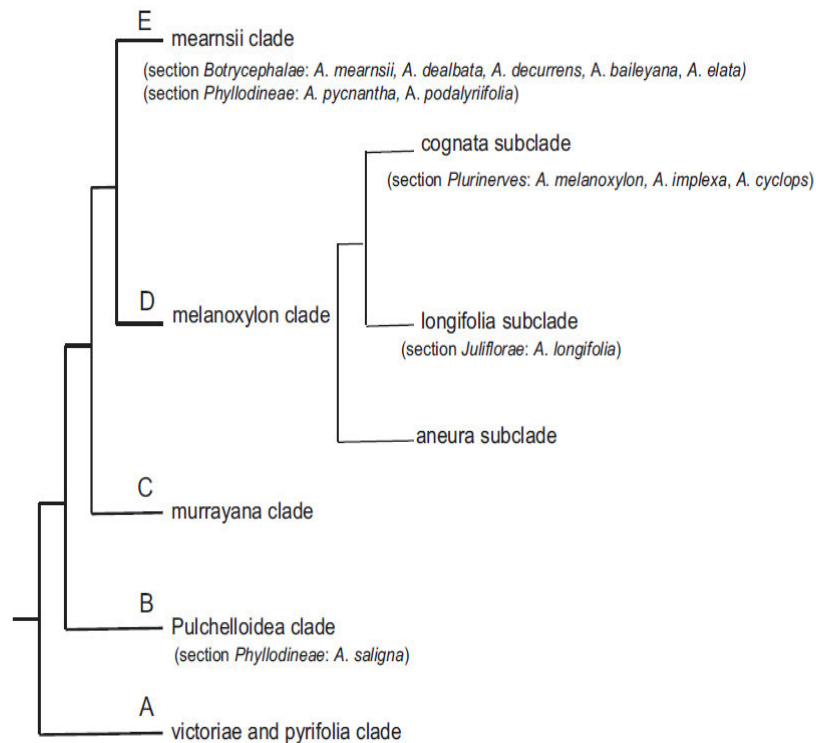 E
mearnsii clade
(section Botrycephalae: A. mearnsii, A. dealbata, A. decurrens, A. baileyana, A. elata)
(section Phyllodineae: A. pycnantha, A. podalyriifolia)
cognata subclade
(section Plurinerves: A. melanoxylon, A. implexa, A. cyclops)
D
melanoxylon clade
longifolia subclade
(section Juliflorae: A. longifolia)
aneura subclade
C
murrayana clade
B
Pulchelloidea clade
(section Phyllodineae: A. saligna)
A
victoriae and pyrifolia clade